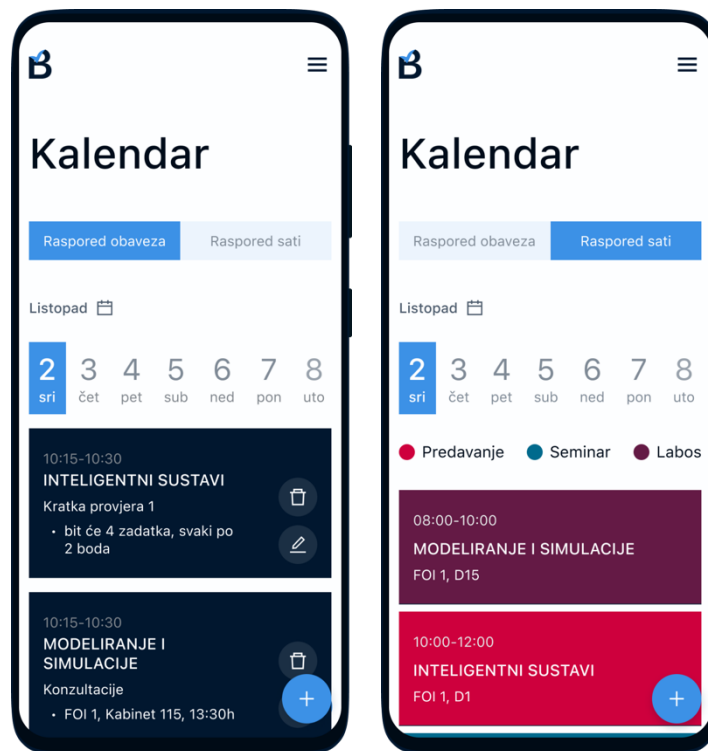 B
Kalendar
Raspored obaveza Raspored sati
Listopad
2 3 4 5 6 7 8
sri čet pet sub ned pon uto
10:15-10:30
INTELIGENTNI SUSTAVI
Kratka provjera 1
• bit će 4 zadatka, svaki po
2 boda
10:15-10:30
MODELIRANJE I
SIMULACIJE
Konzultacije
• FOI 1, Kabinet 115, 13:30h
+
B
Kalendar
Raspored obaveza Raspored sati
Listopad
2 3 4 5 6 7 8
sri čet pet sub ned pon uto
Predavanje Seminar Labos
08:00-10:00
MODELIRANJE I SIMULACIJE
FOI 1, D15
10:00-12:00
INTELIGENTNI SUSTAVI
FOI 1, D1
+